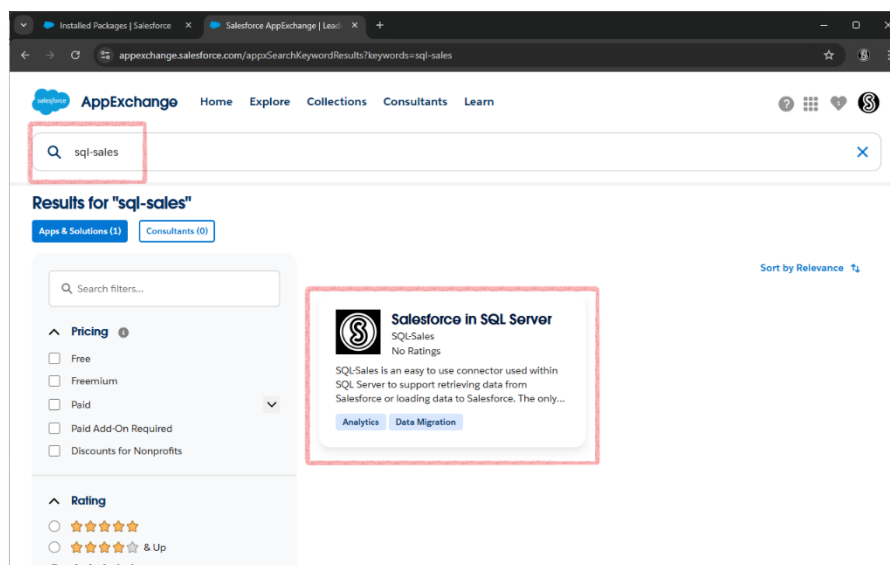 Installed Packages | Salesforce
Salesforce AppExchange | Lead
appexchange.salesforce.com/appxSearchKeywordResults?keywords=sql-sales
salesforce
AppExchange Home Explore Collections Consultants Learn
sql-sales
Results for "sql-sales"
Apps & Solutions (1) Consultants (0)
Sort by Relevance
Search filters...
Pricing
Free
Freemium
Paid
Paid Add-On Required
Discounts for Nonprofits
Rating
& Up
Salesforce in SQL Server
SQL-Sales
No Ratings
SQL-Sales is an easy to use connector used within
SQL Server to support retrieving data from
Salesforce or loading data to Salesforce. The only...
Analytics Data Migration